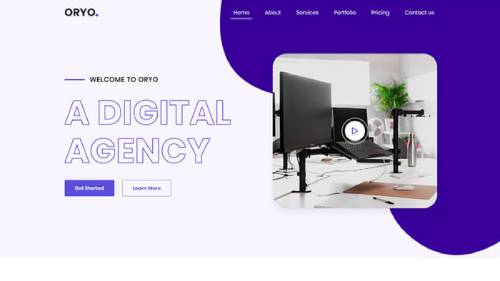 ORYO.
Home About Services Portfolio Pricing Contact us
WELCOME TO ORYO
A DIGITAL
AGENCY
Get Started Learn More